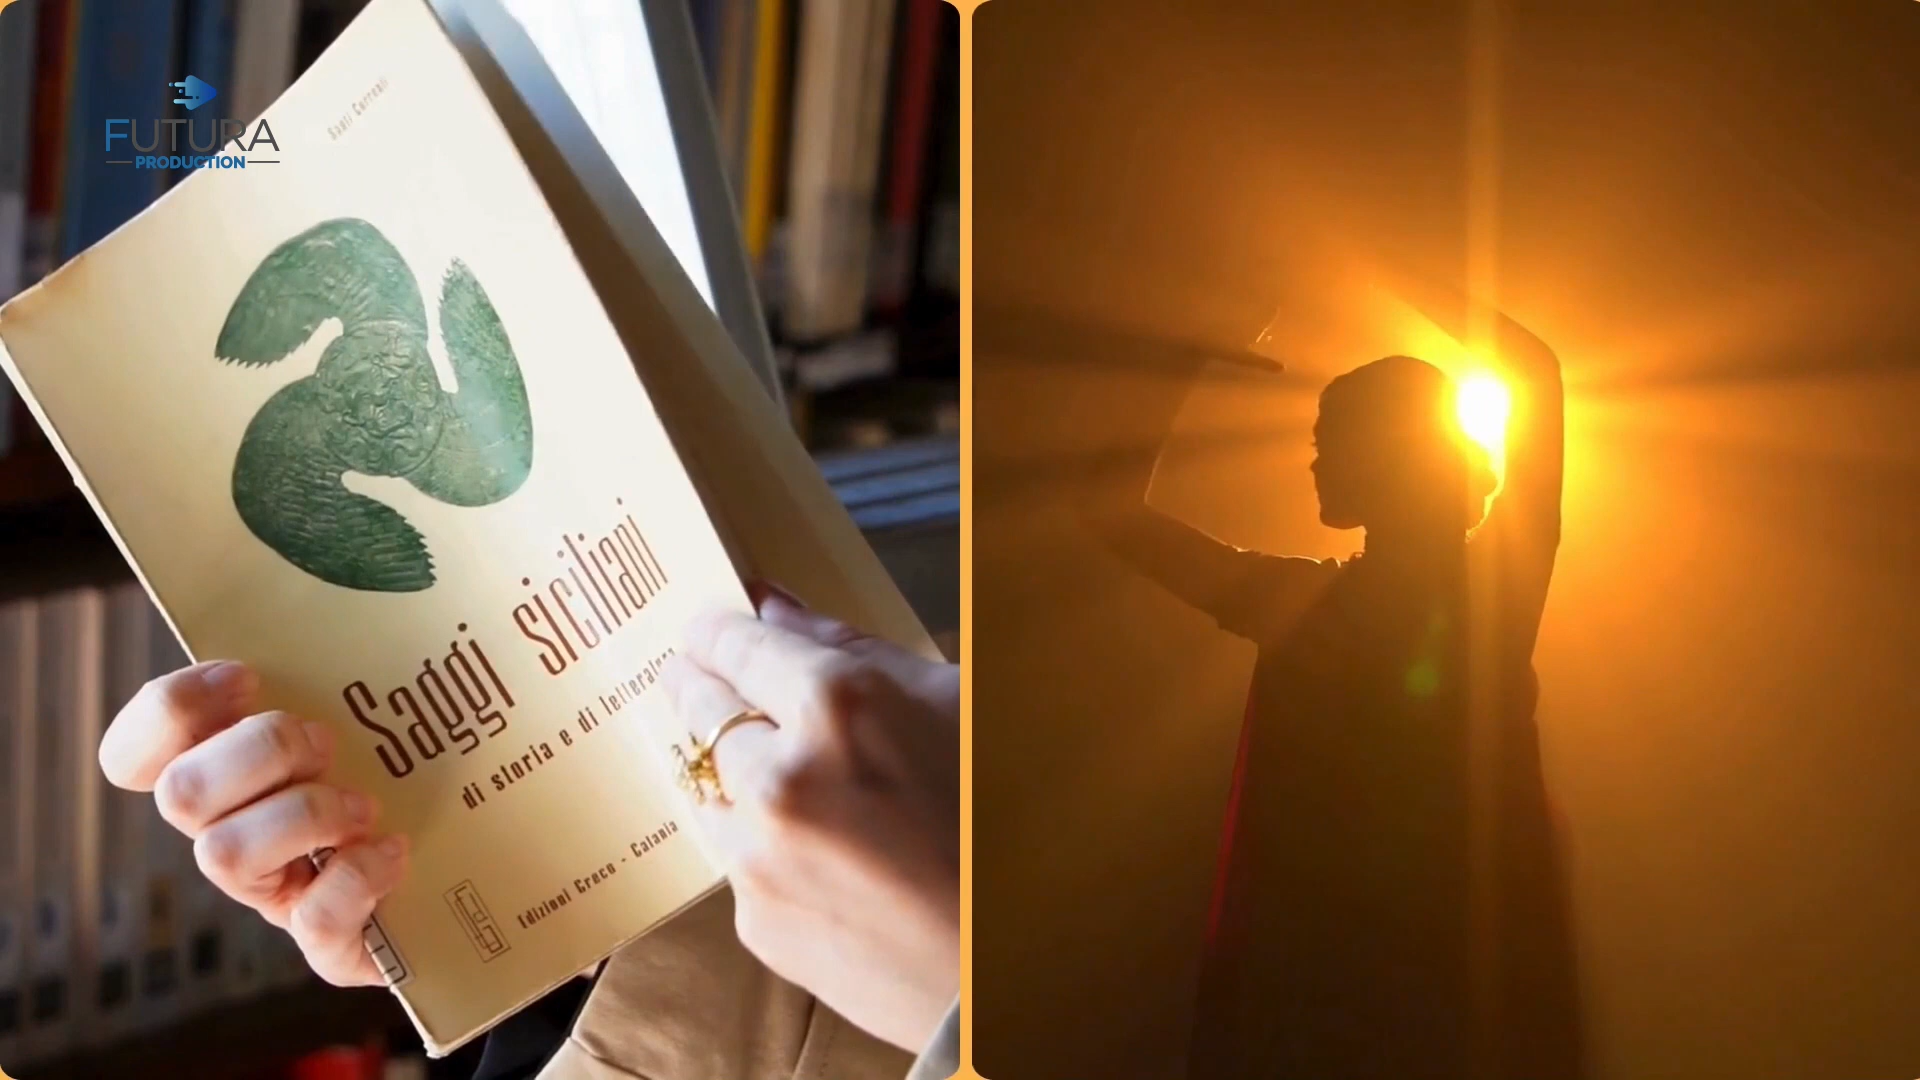 FUTURA
PRODUCTION
Santi Correnti
Saggi siciliani
di storia e di letteratura
Edizioni Greco - Catania